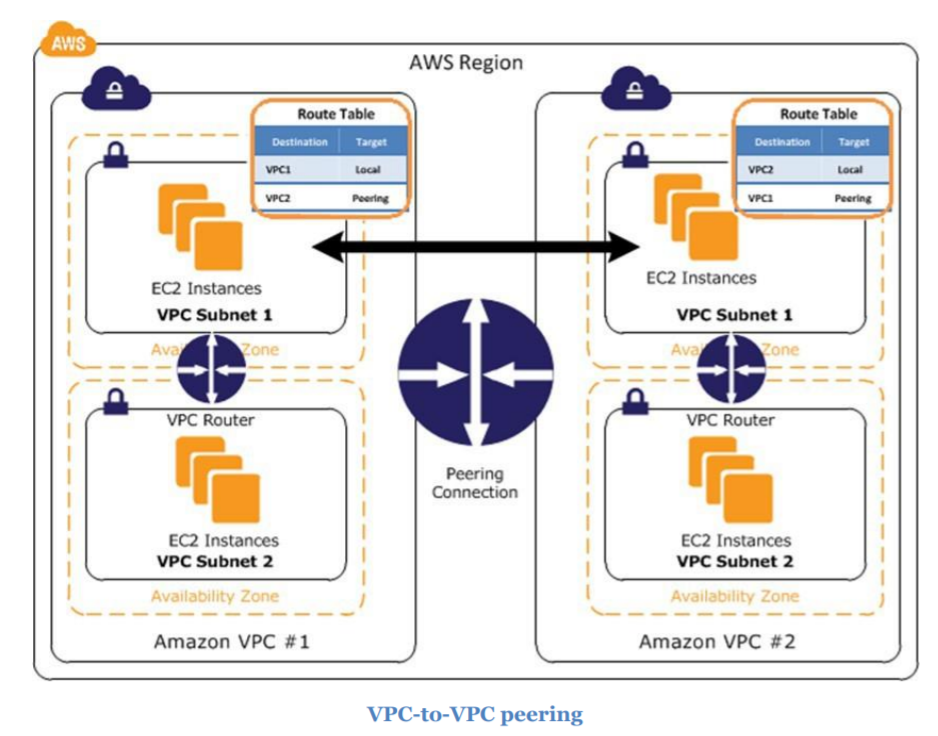 AWS
AWS Region
Route Table
Destination Target
VPC1 Local
VPC2 Peering
EC2 Instances
VPC Subnet 1
Availability Zone
VPC Router
EC2 Instances
VPC Subnet 2
Availability Zone
Amazon VPC #1
Peering
Connection
Route Table
Destination Target
VPC2 Local
VPC1 Peering
EC2 Instances
VPC Subnet 1
Availability Zone
VPC Router
EC2 Instances
VPC Subnet 2
Availability Zone
Amazon VPC #2
VPC-to-VPC peering